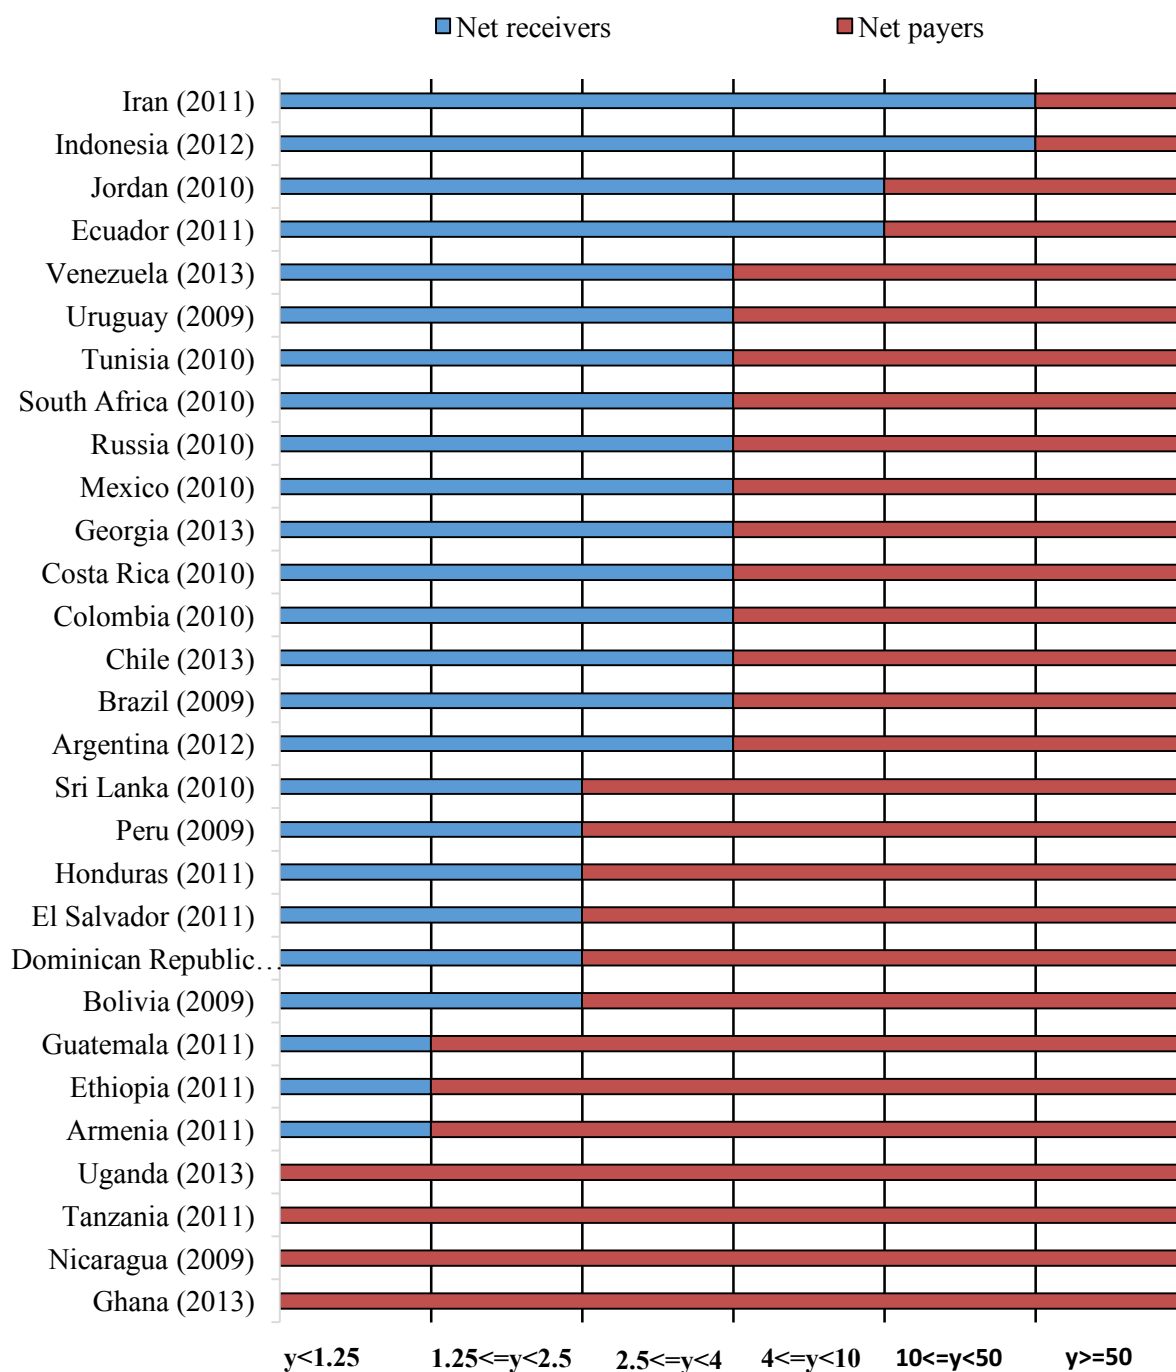 Net receivers Net payers
Iran (2011)
Indonesia (2012)
Jordan (2010)
Ecuador (2011)
Venezuela (2013)
Uruguay (2009)
Tunisia (2010)
South Africa (2010)
Russia (2010)
Mexico (2010)
Georgia (2013)
Costa Rica (2010)
Colombia (2010)
Chile (2013)
Brazil (2009)
Argentina (2012)
Sri Lanka (2010)
Peru (2009)
Honduras (2011)
El Salvador (2011)
Dominican Republic…
Bolivia (2009)
Guatemala (2011)
Ethiopia (2011)
Armenia (2011)
Uganda (2013)
Tanzania (2011)
Nicaragua (2009)
Ghana (2013)
y<1.25 1.25<=y<2.5 2.5<=y<4 4<=y<10 10<=y<50 y>=50